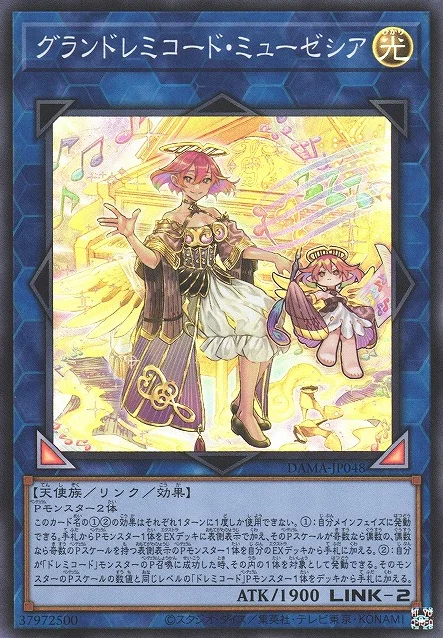 グランドレミコード・ミューゼシア
光
DAMA-JP048
【天使族／リンク／効果】
Pモンスター2体
このカード名の①②の効果はそれぞれ1ターンに1度しか使用できない。①：自分メインフェイズに発動
できる。手札からPモンスター1体をEXデッキに表側表示で加え、そのPスケールが奇数なら偶数の、偶数
なら奇数のPスケールを持つ表側表示のPモンスター1体を自分のEXデッキから手札に加える。②：自分
が「ドレミコード」モンスターのP召喚に成功した時、その内の1体を対象として発動できる。そのモン
スターのPスケールの数値と同じレベルの「ドレミコード」Pモンスター1体をデッキから手札に加える。
ATK/1900 LINK-2
37972500 ©スタジオ・ダイス／集英社・テレビ東京・KONAMI